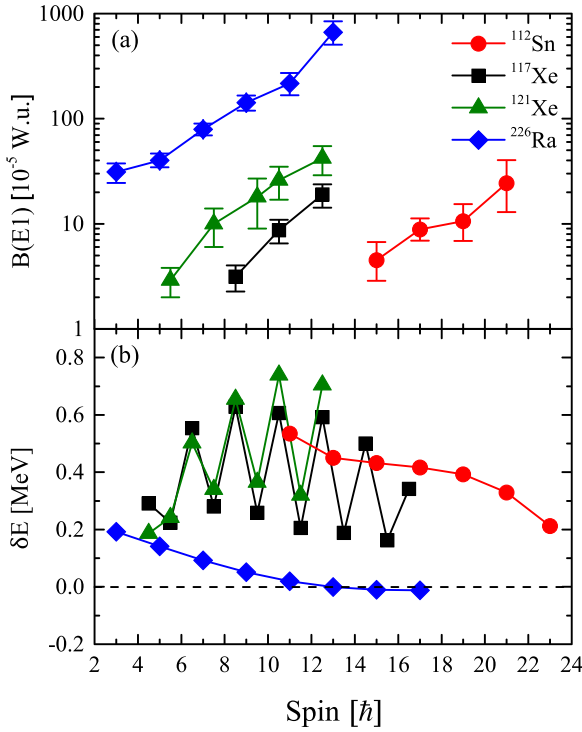 1000
(a)
¹¹²Sn
¹¹⁷Xe
¹²¹Xe
²²⁶Ra
100
10
1
B(E1) [10⁻⁵ W.u.]
0.8
(b)
0.6
0.4
0.2
0.0
-0.2
δE [MeV]
2 4 6 8 10 12 14 16 18 20 22 24
Spin [ℏ]